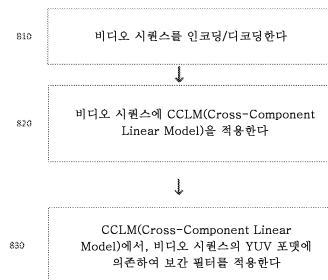 810
비디오 시퀀스를 인코딩/디코딩한다
820
비디오 시퀀스에 CCLM(Cross-Component
Linear Model)을 적용한다
830
CCLM(Cross-Component Linear
Model)에서, 비디오 시퀀스의 YUV 포맷에
의존하여 보간 필터를 적용한다